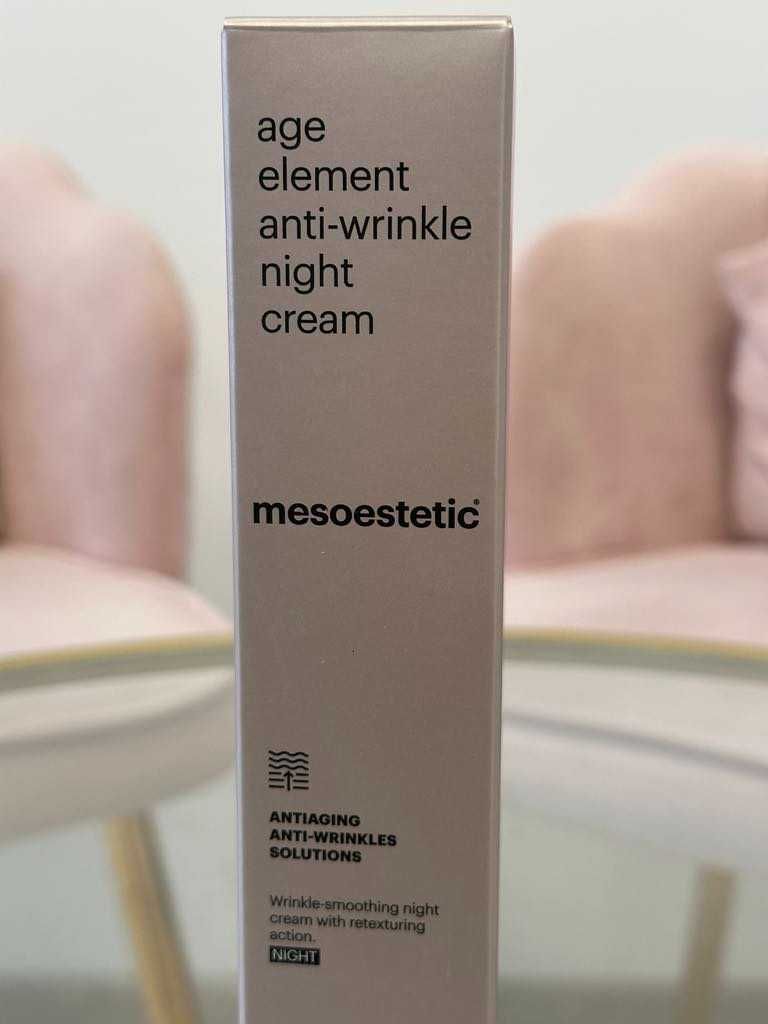 age
element
anti-wrinkle
night
cream
mesoestetic®
ANTIAGING
ANTI-WRINKLES
SOLUTIONS
Wrinkle-smoothing night
cream with retexturing
action.
NIGHT